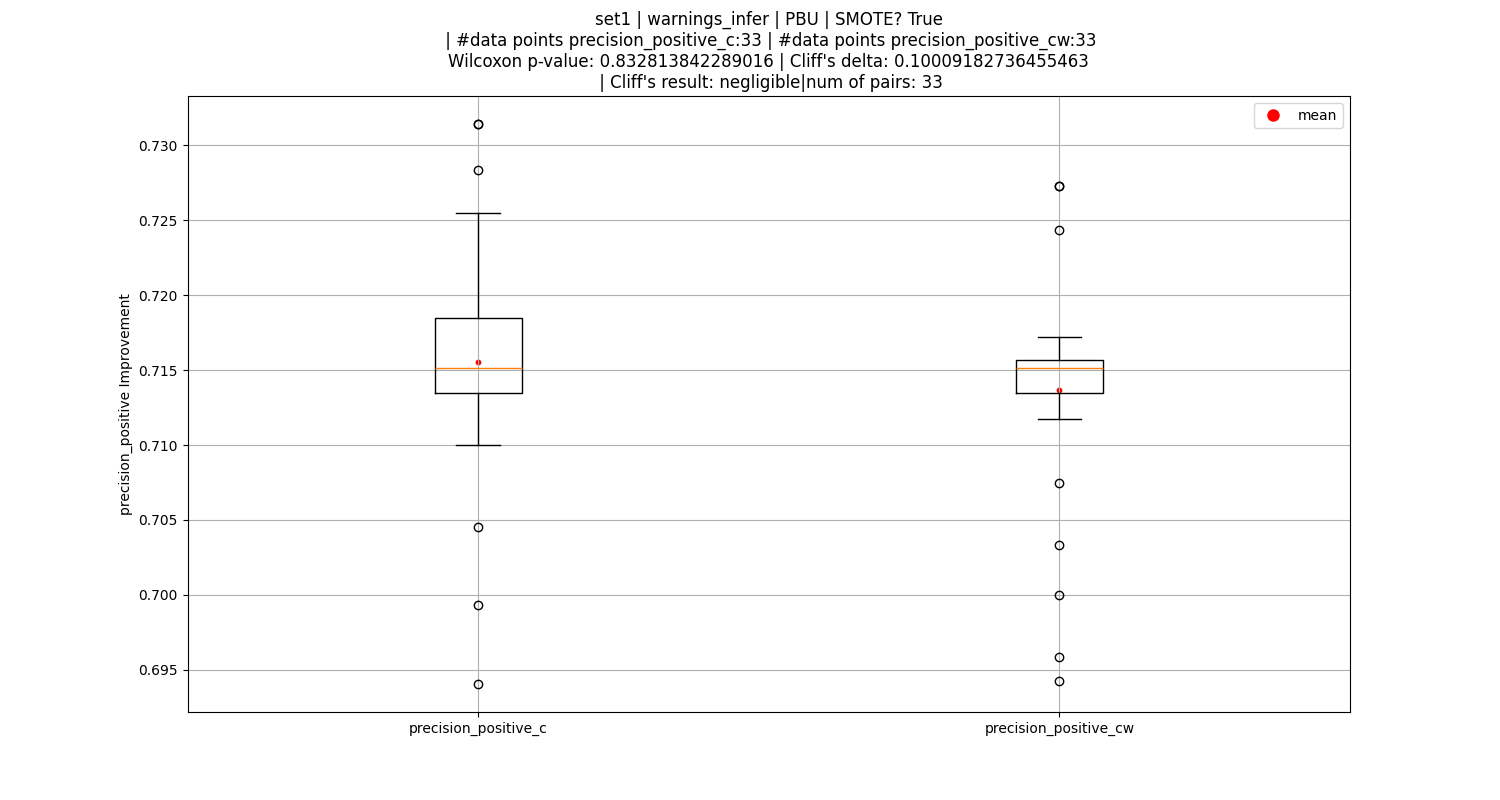 set1 | warnings_infer | PBU | SMOTE? True
| #data points precision_positive_c:33 | #data points precision_positive_cw:33
Wilcoxon p-value: 0.832813842289016 | Cliff's delta: 0.10009182736455463
| Cliff's result: negligible|num of pairs: 33
mean
0.730
0.725
0.720
0.715
0.710
0.705
0.700
0.695
precision_positive Improvement
precision_positive_c
precision_positive_cw